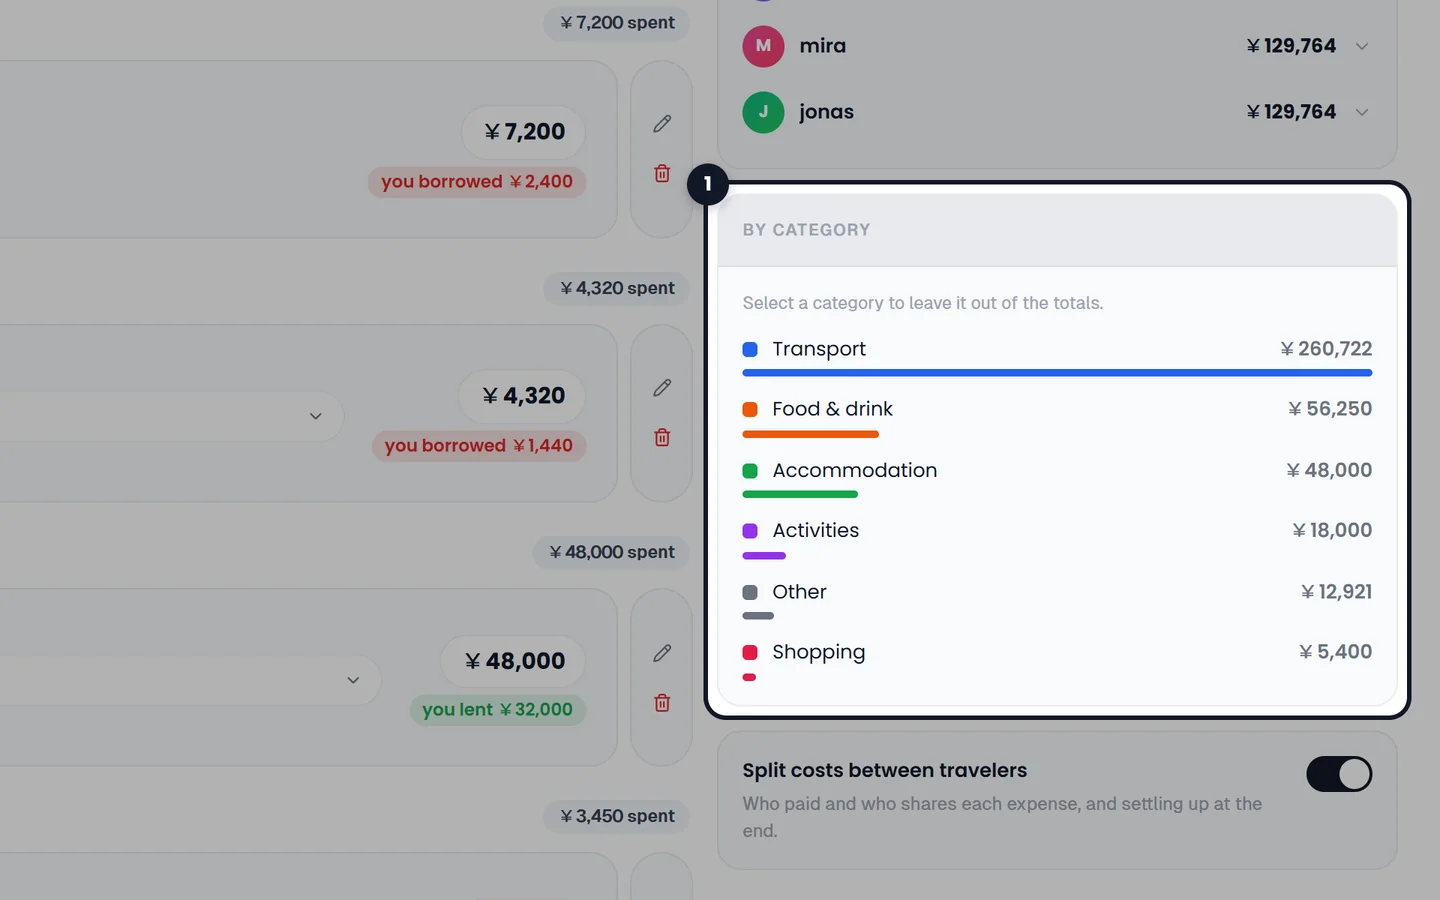 ¥ 7,200 spent
¥ 7,200
you borrowed ¥ 2,400
¥ 4,320 spent
¥ 4,320
you borrowed ¥ 1,440
¥ 48,000 spent
¥ 48,000
you lent ¥ 32,000
¥ 3,450 spent
M mira ¥ 129,764
J jonas ¥ 129,764
1
BY CATEGORY
Select a category to leave it out of the totals.
Transport ¥ 260,722
Food & drink ¥ 56,250
Accommodation ¥ 48,000
Activities ¥ 18,000
Other ¥ 12,921
Shopping ¥ 5,400
Split costs between travelers
Who paid and who shares each expense, and settling up at the
end.